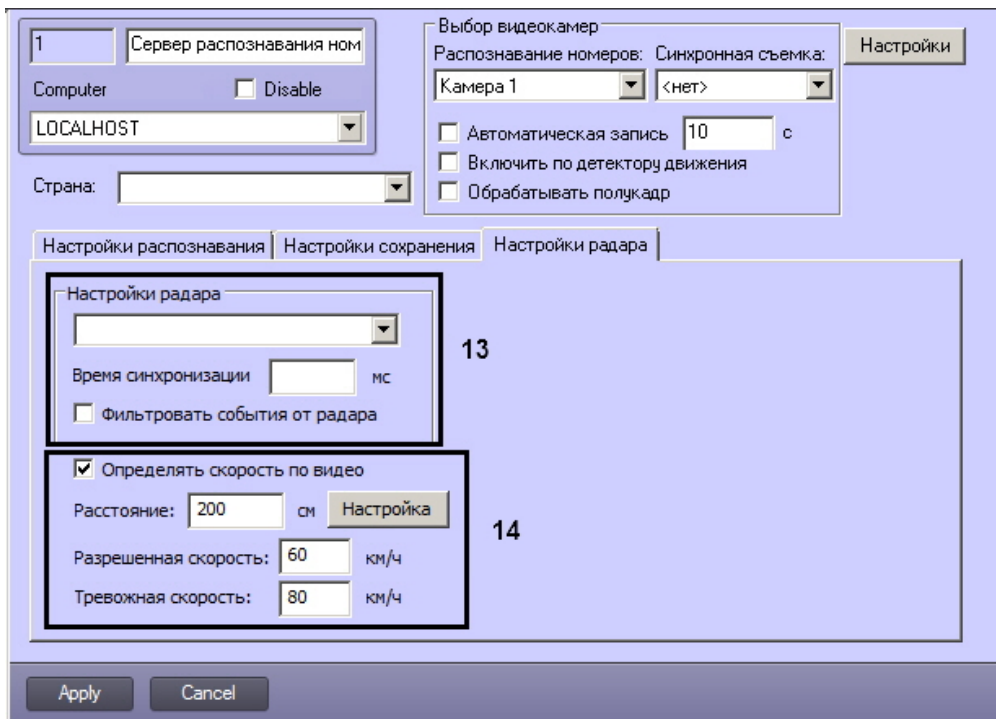 1
Сервер распознавания ном
Computer
Disable
LOCALHOST
Страна:
Выбор видеокамер
Распознавание номеров: Синхронная съемка:
Камера 1
<нет>
Автоматическая запись 10 с
Включить по детектору движения
Обрабатывать полукадр
Настройки
Настройки распознавания Настройки сохранения Настройки радара
Настройки радара
Время синхронизации мс
Фильтровать события от радара
13
Определять скорость по видео
Расстояние: 200 см Настройка
Разрешенная скорость: 60 км/ч
Тревожная скорость: 80 км/ч
14
Apply
Cancel